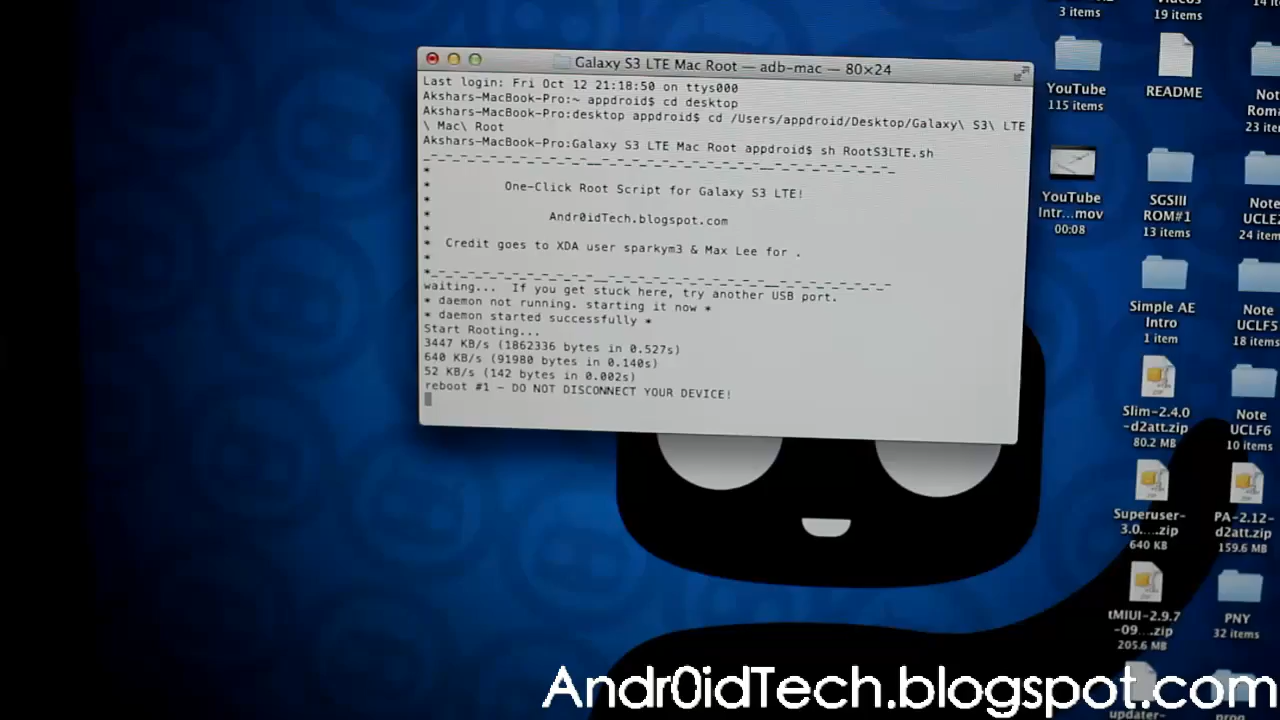 Galaxy S3 LTE Mac Root — adb-mac — 80×24
Last login: Fri Oct 12 21:18:50 on ttys000
Akshars-MacBook-Pro:~ appdroid$ cd desktop
Akshars-MacBook-Pro:desktop appdroid$ cd /Users/appdroid/Desktop/Galaxy\ S3\ LTE
\ Mac\ Root
Akshars-MacBook-Pro:Galaxy S3 LTE Mac Root appdroid$ sh RootS3LTE.sh
*
* One-Click Root Script for Galaxy S3 LTE!
*
* Andr0idTech.blogspot.com
*
* Credit goes to XDA user sparkym3 & Max Lee for .
*
waiting... If you get stuck here, try another USB port.
* daemon not running. starting it now *
* daemon started successfully *
Start Rooting...
3447 KB/s (1862336 bytes in 0.527s)
640 KB/s (91980 bytes in 0.140s)
52 KB/s (142 bytes in 0.002s)
reboot #1 - DO NOT DISCONNECT YOUR DEVICE!
3 items
19 items
YouTube
115 items
README
Note
23 item
YouTube
Intr...mov
00:08
SGSIII
ROM#1
13 items
Note
UCLE
24 item
Simple AE
Intro
1 item
Note
UCLF5
18 items
Slim-2.4.0
-d2att.zip
80.2 MB
Note
UCLF6
10 items
Superuser-
3.0....zip
640 KB
PA-2.12-
d2att.zip
159.6 MB
tMIUI-2.9.7
-09...zip
205.6 MB
PNY
32 items
updater-
Andr0idTech.blogspot.com